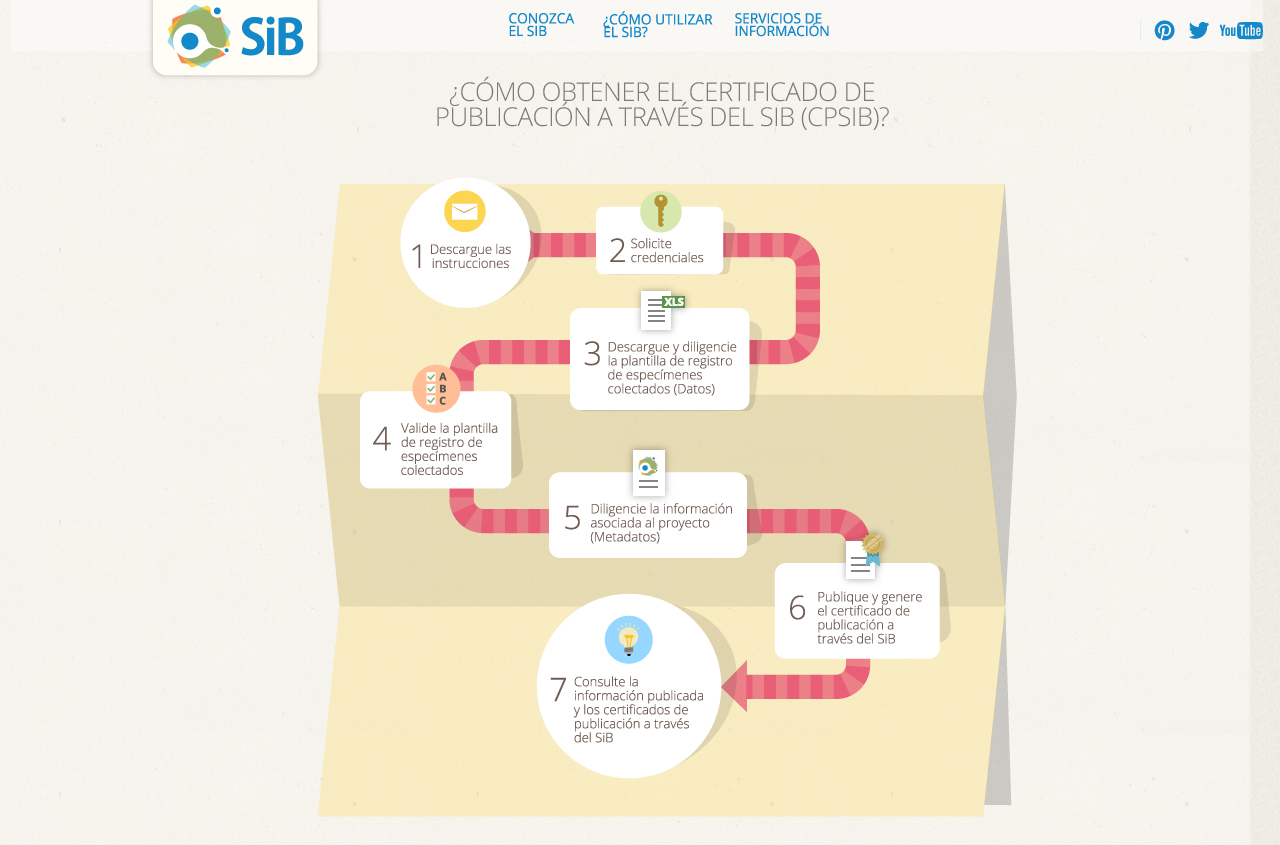 SiB
CONOZCA
EL SIB
¿CÓMO UTILIZAR
EL SIB?
SERVICIOS DE
INFORMACIÓN
You Tube
¿CÓMO OBTENER EL CERTIFICADO DE
PUBLICACIÓN A TRAVÉS DEL SIB (CPSIB)?
1 Descargue las
instrucciones
2 Solicite
credenciales
XLS
3 Descargue y diligencie
la plantilla de registro
de especímenes
colectados (Datos)
A
B
C
4 Valide la plantilla
de registro de
especímenes
colectados
5 Diligencie la información
asociada al proyecto
(Metadatos)
6 Publique y genere
el certificado de
publicación a
través del SiB
7 Consulte la
información publicada
y los certificados de
publicación a través
del SiB